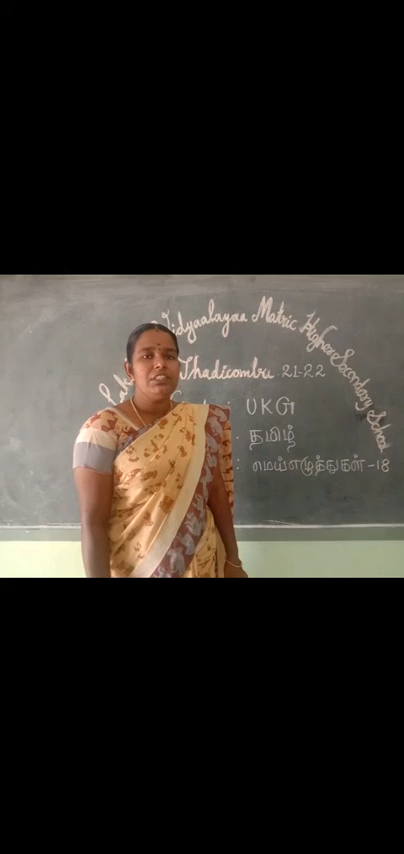 Vidyaalayaa Matric Higher Secondary School
Thadicombu 21-22
: UKG
: தமிழ்
: மெய்எழுத்துகள்-18